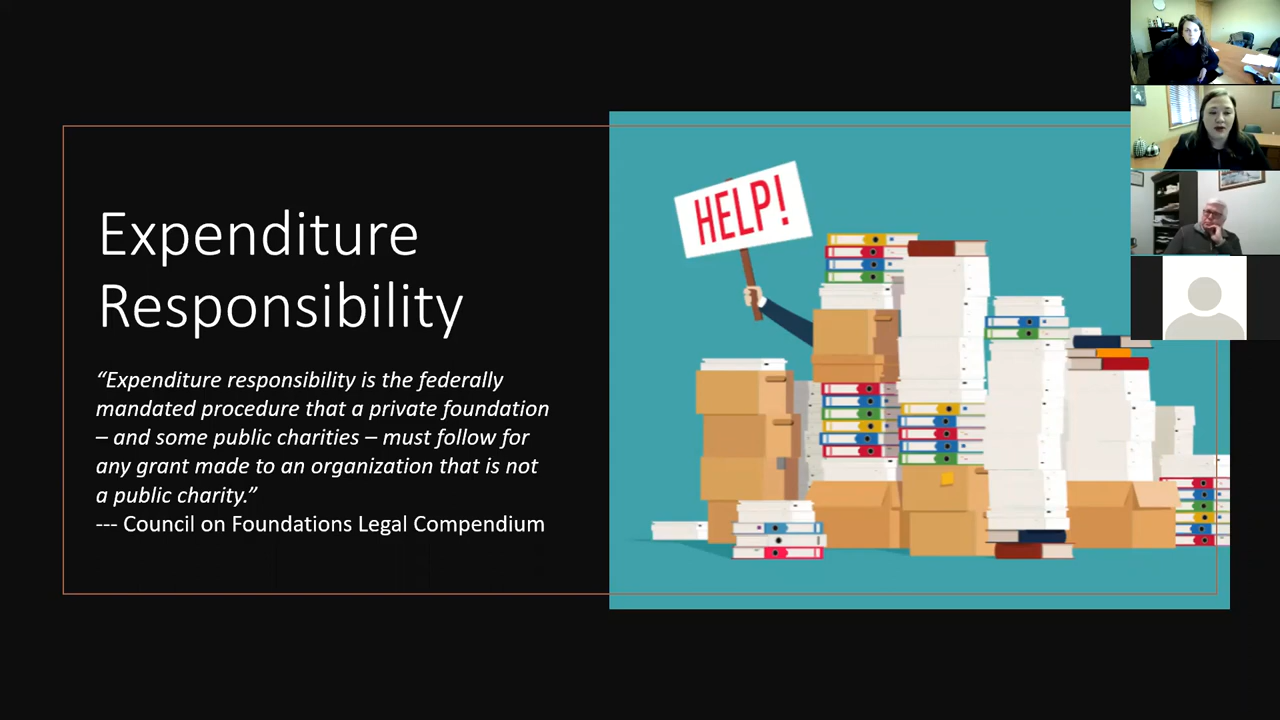 Expenditure
Responsibility
“Expenditure responsibility is the federally
mandated procedure that a private foundation
– and some public charities – must follow for
any grant made to an organization that is not
a public charity.”
--- Council on Foundations Legal Compendium
HELP!